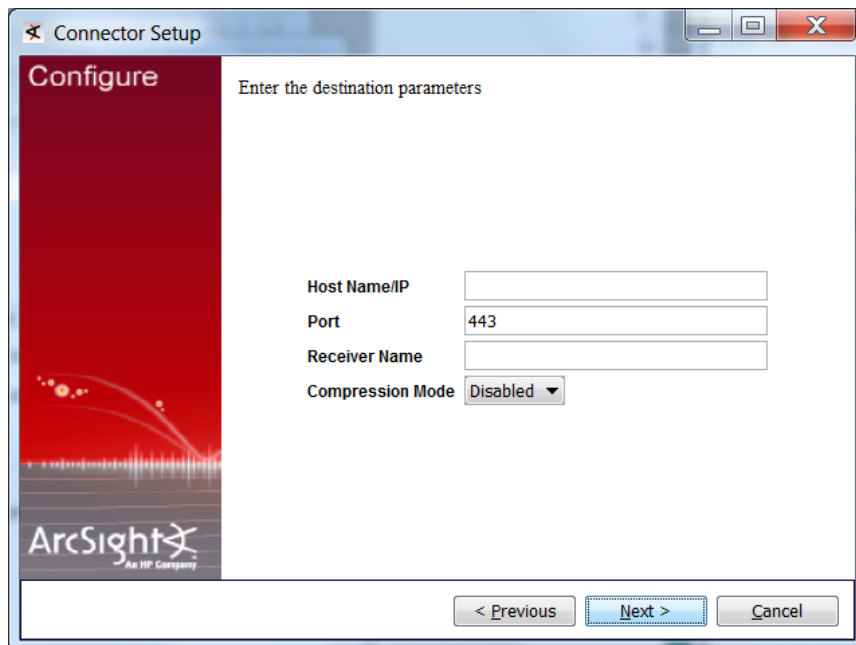 Connector Setup
Configure
Enter the destination parameters
Host Name/IP
Port 443
Receiver Name
Compression Mode Disabled
ArcSight
An HP Company
< Previous Next > Cancel